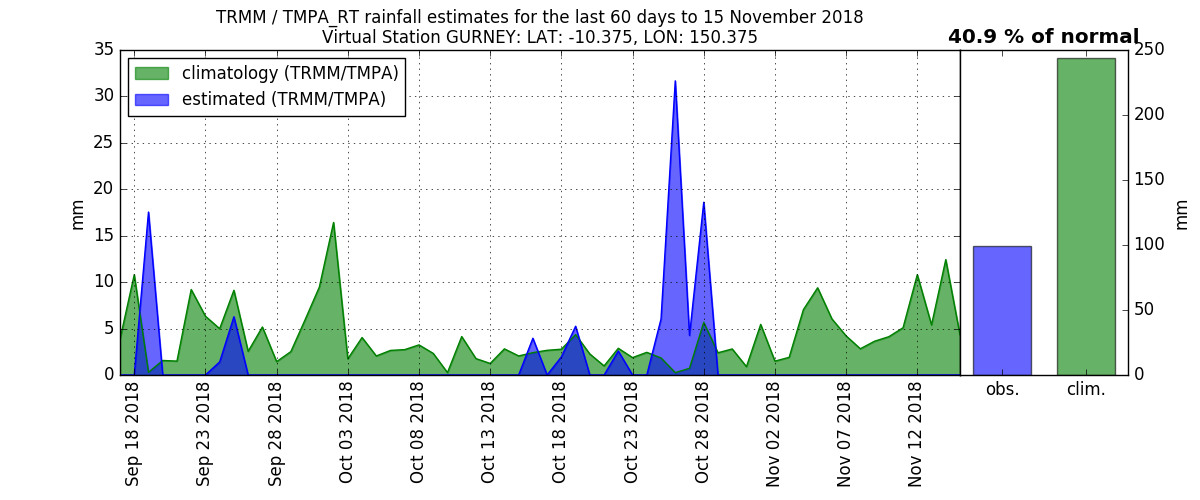 TRMM / TMPA_RT rainfall estimates for the last 60 days to 15 November 2018
Virtual Station GURNEY: LAT: -10.375, LON: 150.375
40.9 % of normal
climatology (TRMM/TMPA)
estimated (TRMM/TMPA)
mm
35
30
25
20
15
10
5
0
Sep 18 2018
Sep 23 2018
Sep 28 2018
Oct 03 2018
Oct 08 2018
Oct 13 2018
Oct 18 2018
Oct 23 2018
Oct 28 2018
Nov 02 2018
Nov 07 2018
Nov 12 2018
obs.
clim.
250
200
150
100
50
0
mm